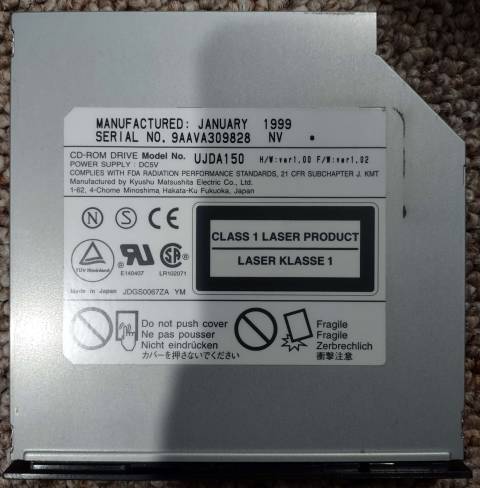 MANUFACTURED: JANUARY 1999
SERIAL NO. 9AAVA309828 NV
CD-ROM DRIVE Model No. UJDA150 H/W:ver1.00 F/W:ver1.02
POWER SUPPLY : DC5V
COMPLIES WITH FDA RADIATION PERFORMANCE STANDARDS, 21 CFR SUBCHAPTER J. KMT
Manufactured by Kyushu Matsushita Electric Co., Ltd.
1-62, 4-Chome Minoshima, Hakata-Ku Fukuoka, Japan
N S CE
TÜV Rheinland
E140407
LR102071
CLASS 1 LASER PRODUCT
LASER KLASSE 1
Made in Japan JDGS0067ZA YM
Do not push cover
Ne pas pousser
Nicht eindrücken
カバーを押さないでください
Fragile
Fragile
Zerbrechlich
衝撃注意